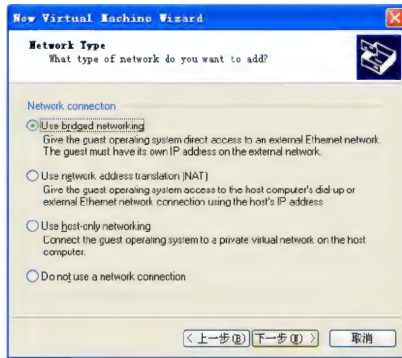 New Virtual Machine Wizard
Network Type
What type of network do you want to add?
Network connection
Use bridged networking
Give the guest operating system direct access to an external Ethernet network.
The guest must have its own IP address on the external network.
Use network address translation (NAT)
Give the guest operating system access to the host computer's dial-up or
external Ethernet network connection using the host's IP address
Use host-only networking
Connect the guest operating system to a private virtual network on the host
computer.
Do not use a network connection
< 上一步(B) 下一步(N) > 取消